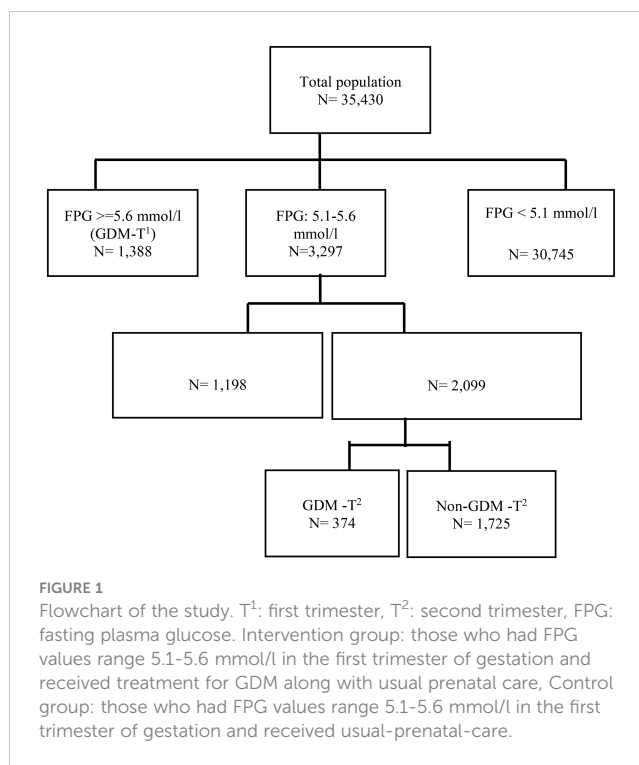 Total population
N= 35,430
FPG >=5.6 mmol/l
(GDM-T¹)
N= 1,388
FPG: 5.1-5.6
mmol/l
N=3,297
FPG < 5.1 mmol/l
N= 30,745
N= 1,198
N= 2,099
GDM -T²
N= 374
Non-GDM -T²
N= 1,725
FIGURE 1
Flowchart of the study. T¹: first trimester, T²: second trimester, FPG:
fasting plasma glucose. Intervention group: those who had FPG
values range 5.1-5.6 mmol/l in the first trimester of gestation and
received treatment for GDM along with usual prenatal care, Control
group: those who had FPG values range 5.1-5.6 mmol/l in the first
trimester of gestation and received usual-prenatal-care.